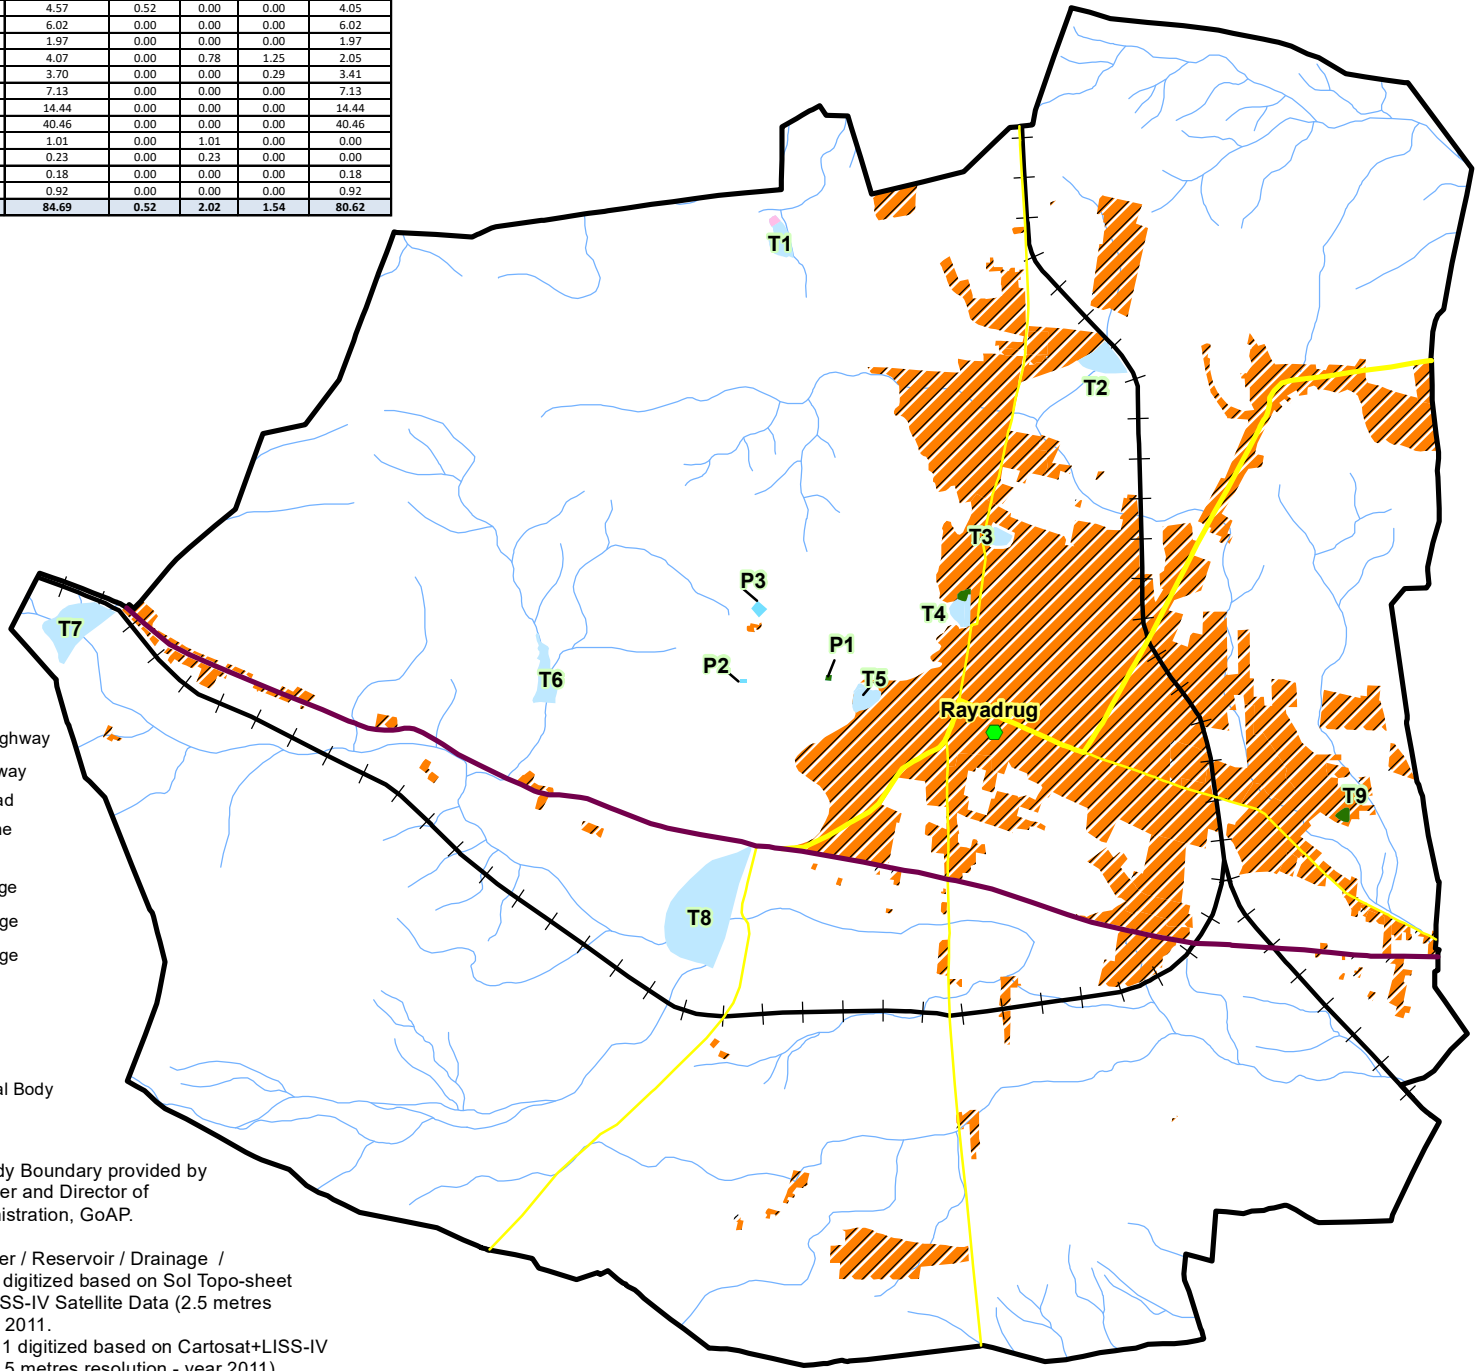 4.57 0.52 0.00 0.00 4.05
6.02 0.00 0.00 0.00 6.02
1.97 0.00 0.00 0.00 1.97
4.07 0.00 0.78 1.25 2.05
3.70 0.00 0.00 0.29 3.41
7.13 0.00 0.00 0.00 7.13
14.44 0.00 0.00 0.00 14.44
40.46 0.00 0.00 0.00 40.46
1.01 0.00 1.01 0.00 0.00
0.23 0.00 0.23 0.00 0.00
0.18 0.00 0.00 0.00 0.18
0.92 0.00 0.00 0.00 0.92
84.69 0.52 2.02 1.54 80.62
T1
T2
T3
P3
T4
T7
P1
P2
T6
T5
Rayadrug
T9
T8
ghway
way
ad
ne
ge
ge
ge
al Body
dy Boundary provided by
er and Director of
nistration, GoAP.
er / Reservoir / Drainage /
digitized based on SoI Topo-sheet
SS-IV Satellite Data (2.5 metres
2011.
1 digitized based on Cartosat+LISS-IV
5 metres resolution - year 2011)